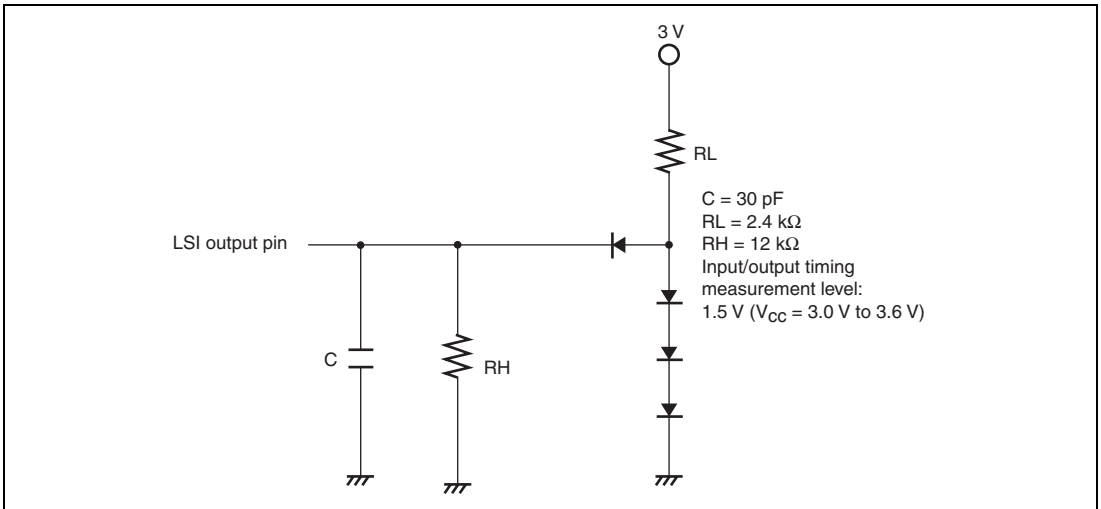 3 V
RL
C = 30 pF
RL = 2.4 kΩ
RH = 12 kΩ
Input/output timing
measurement level:
1.5 V (VCC = 3.0 V to 3.6 V)
LSI output pin
C
RH